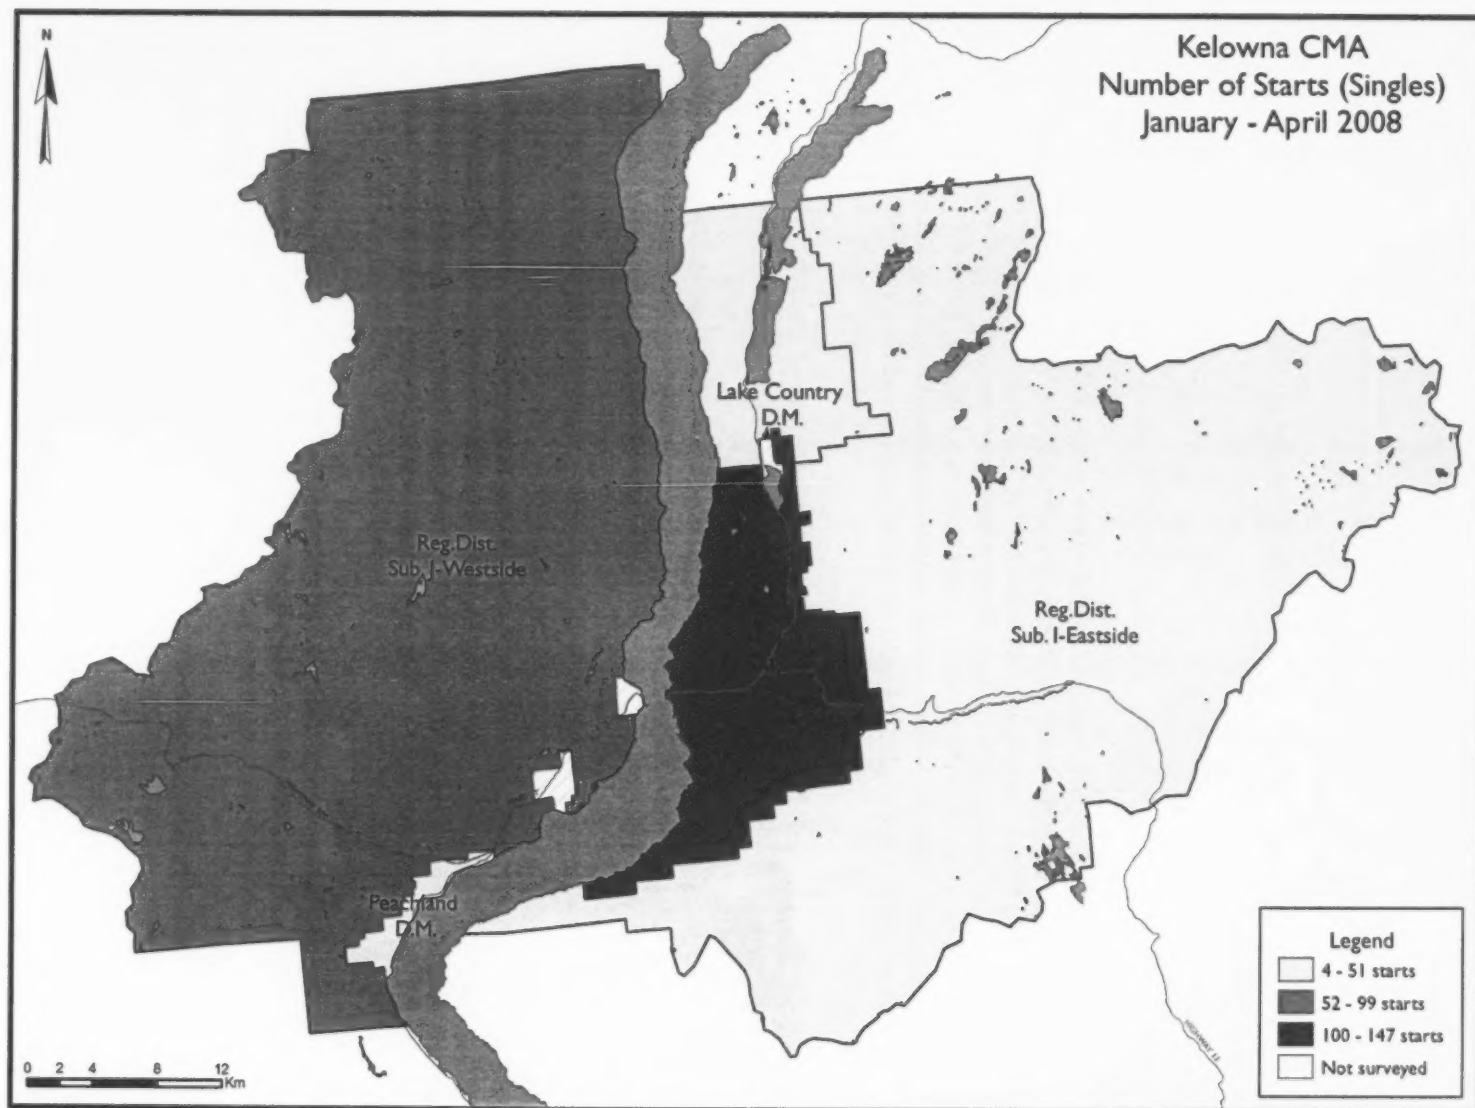 N
Kelowna CMA
Number of Starts (Singles)
January - April 2008
Lake Country
D.M.
Reg.Dist.
Sub. J-Westside
Reg.Dist.
Sub. I-Eastside
Peachland
D.M.
Legend
4 - 51 starts
52 - 99 starts
100 - 147 starts
Not surveyed
0 2 4 8 12
Km